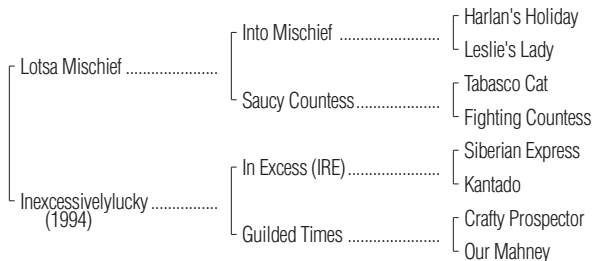 Harlan's Holiday
Into Mischief ....................
Leslie's Lady
Lotsa Mischief ....................
Tabasco Cat
Saucy Countess ....................
Fighting Countess
Siberian Express
In Excess (IRE) ....................
Kantado
Inexcessivelylucky ................
(1994)
Crafty Prospector
Guilded Times ....................
Our Mahney